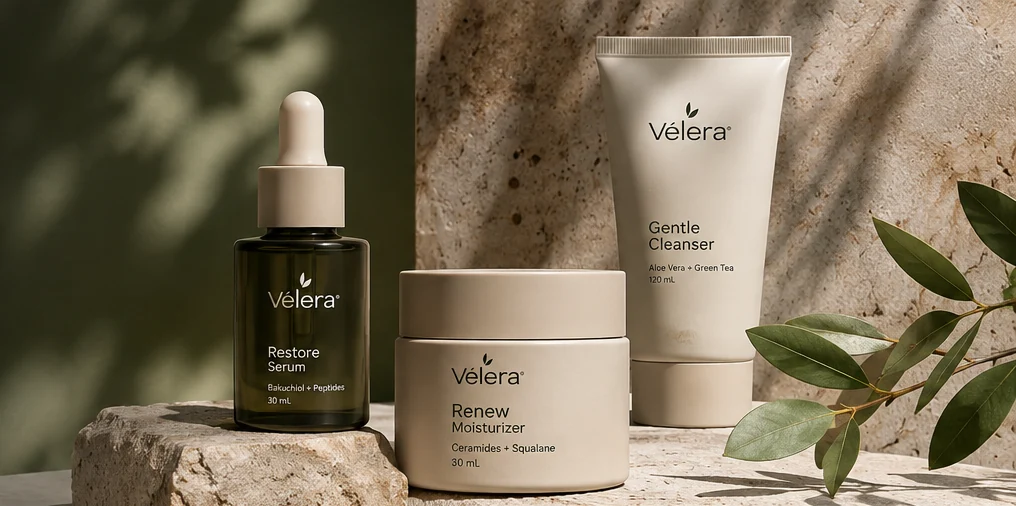 Vélera®
Restore
Serum
Bakuchiol + Peptides
30 mL
Vélera®
Renew
Moisturizer
Ceramides + Squalane
30 mL
Vélera®
Gentle
Cleanser
Aloe Vera + Green Tea
120 mL